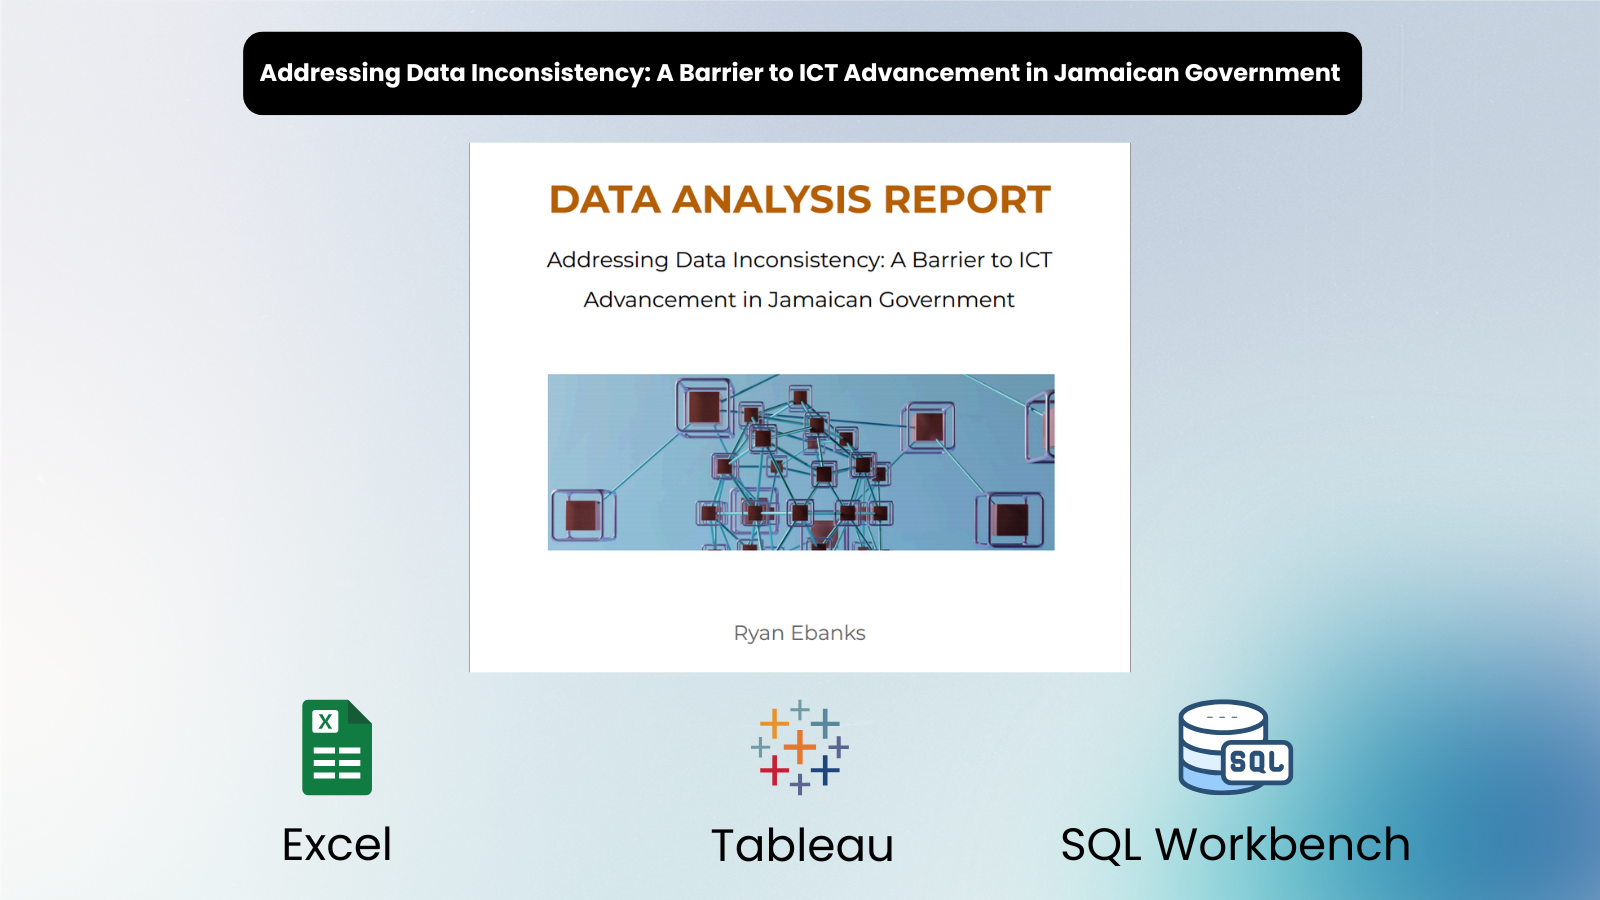 Addressing Data Inconsistency: A Barrier to ICT Advancement in Jamaican Government
DATA ANALYSIS REPORT
Addressing Data Inconsistency: A Barrier to ICT
Advancement in Jamaican Government
Ryan Ebanks
X
SQL
Excel
Tableau
SQL Workbench